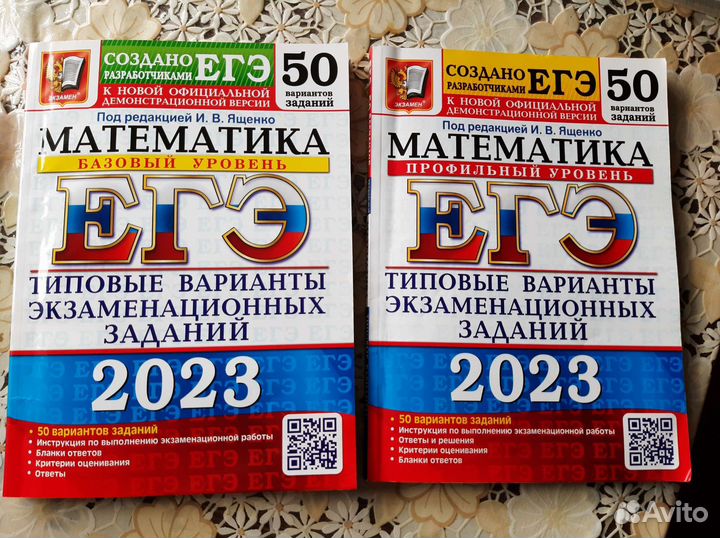 СОЗДАНО
РАЗРАБОТЧИКАМИ
ЕГЭ
50
вариантов
заданий
ЭКЗАМЕН
К НОВОЙ ОФИЦИАЛЬНОЙ
ДЕМОНСТРАЦИОННОЙ ВЕРСИИ
Под редакцией И. В. Ященко
МАТЕМАТИКА
БАЗОВЫЙ УРОВЕНЬ
ЕГЭ
ТИПОВЫЕ ВАРИАНТЫ
ЭКЗАМЕНАЦИОННЫХ
ЗАДАНИЙ
2023
• 50 вариантов заданий
• Инструкция по выполнению экзаменационной работы
• Бланки ответов
• Критерии оценивания
• Ответы
СОЗДАНО
РАЗРАБОТЧИКАМИ
ЕГЭ
50
вариантов
заданий
ЭКЗАМЕН
К НОВОЙ ОФИЦИАЛЬНОЙ
ДЕМОНСТРАЦИОННОЙ ВЕРСИИ
Под редакцией И. В. Ященко
МАТЕМАТИКА
ПРОФИЛЬНЫЙ УРОВЕНЬ
ЕГЭ
ТИПОВЫЕ ВАРИАНТЫ
ЭКЗАМЕНАЦИОННЫХ
ЗАДАНИЙ
2023
• 50 вариантов заданий
• Инструкция по выполнению экзаменационной работы
• Ответы и решения
• Критерии оценивания
• Бланки ответов
Avito